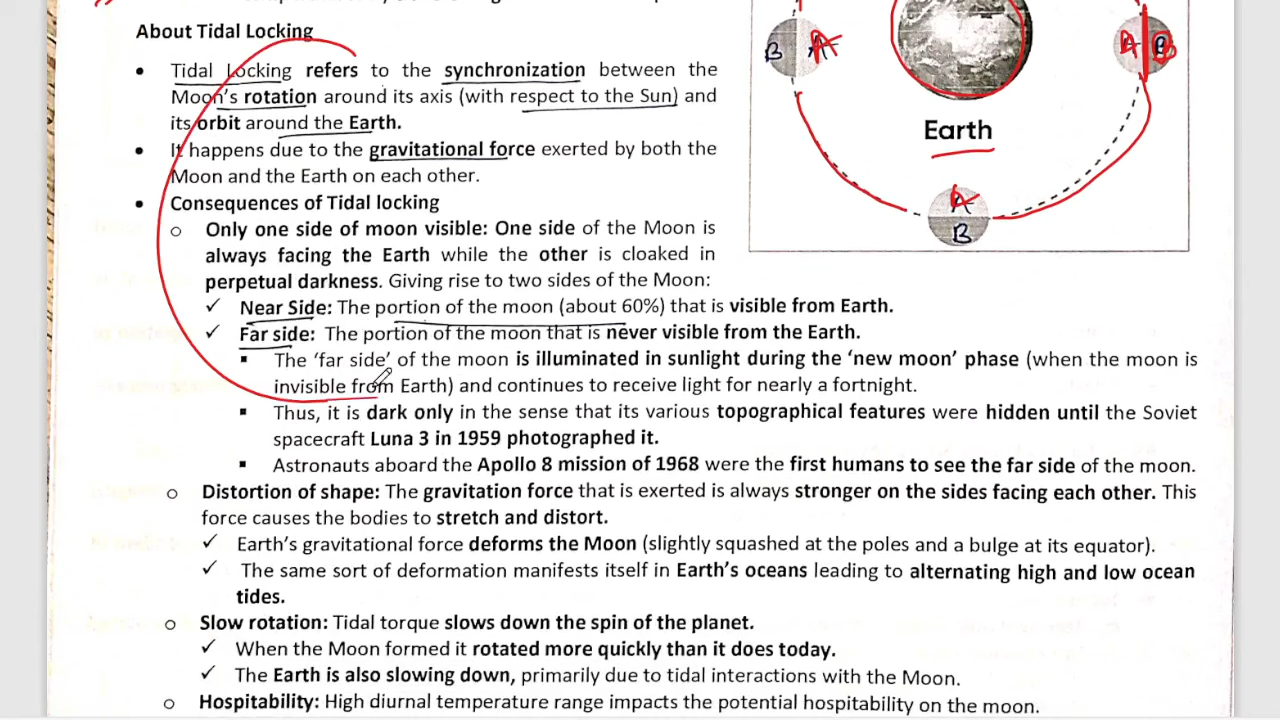 About Tidal Locking
• Tidal Locking refers to the synchronization between the
Moon's rotation around its axis (with respect to the Sun) and
its orbit around the Earth.
• It happens due to the gravitational force exerted by both the
Moon and the Earth on each other.
• Consequences of Tidal locking
o Only one side of moon visible: One side of the Moon is
always facing the Earth while the other is cloaked in
perpetual darkness. Giving rise to two sides of the Moon:
✓ Near Side: The portion of the moon (about 60%) that is visible from Earth.
✓ Far side: The portion of the moon that is never visible from the Earth.
▪ The 'far side' of the moon is illuminated in sunlight during the 'new moon' phase (when the moon is
invisible from Earth) and continues to receive light for nearly a fortnight.
▪ Thus, it is dark only in the sense that its various topographical features were hidden until the Soviet
spacecraft Luna 3 in 1959 photographed it.
▪ Astronauts aboard the Apollo 8 mission of 1968 were the first humans to see the far side of the moon.
o Distortion of shape: The gravitation force that is exerted is always stronger on the sides facing each other. This
force causes the bodies to stretch and distort.
✓ Earth's gravitational force deforms the Moon (slightly squashed at the poles and a bulge at its equator).
✓ The same sort of deformation manifests itself in Earth's oceans leading to alternating high and low ocean
tides.
o Slow rotation: Tidal torque slows down the spin of the planet.
✓ When the Moon formed it rotated more quickly than it does today.
✓ The Earth is also slowing down, primarily due to tidal interactions with the Moon.
o Hospitability: High diurnal temperature range impacts the potential hospitability on the moon.
B A
A B
Earth
A
B